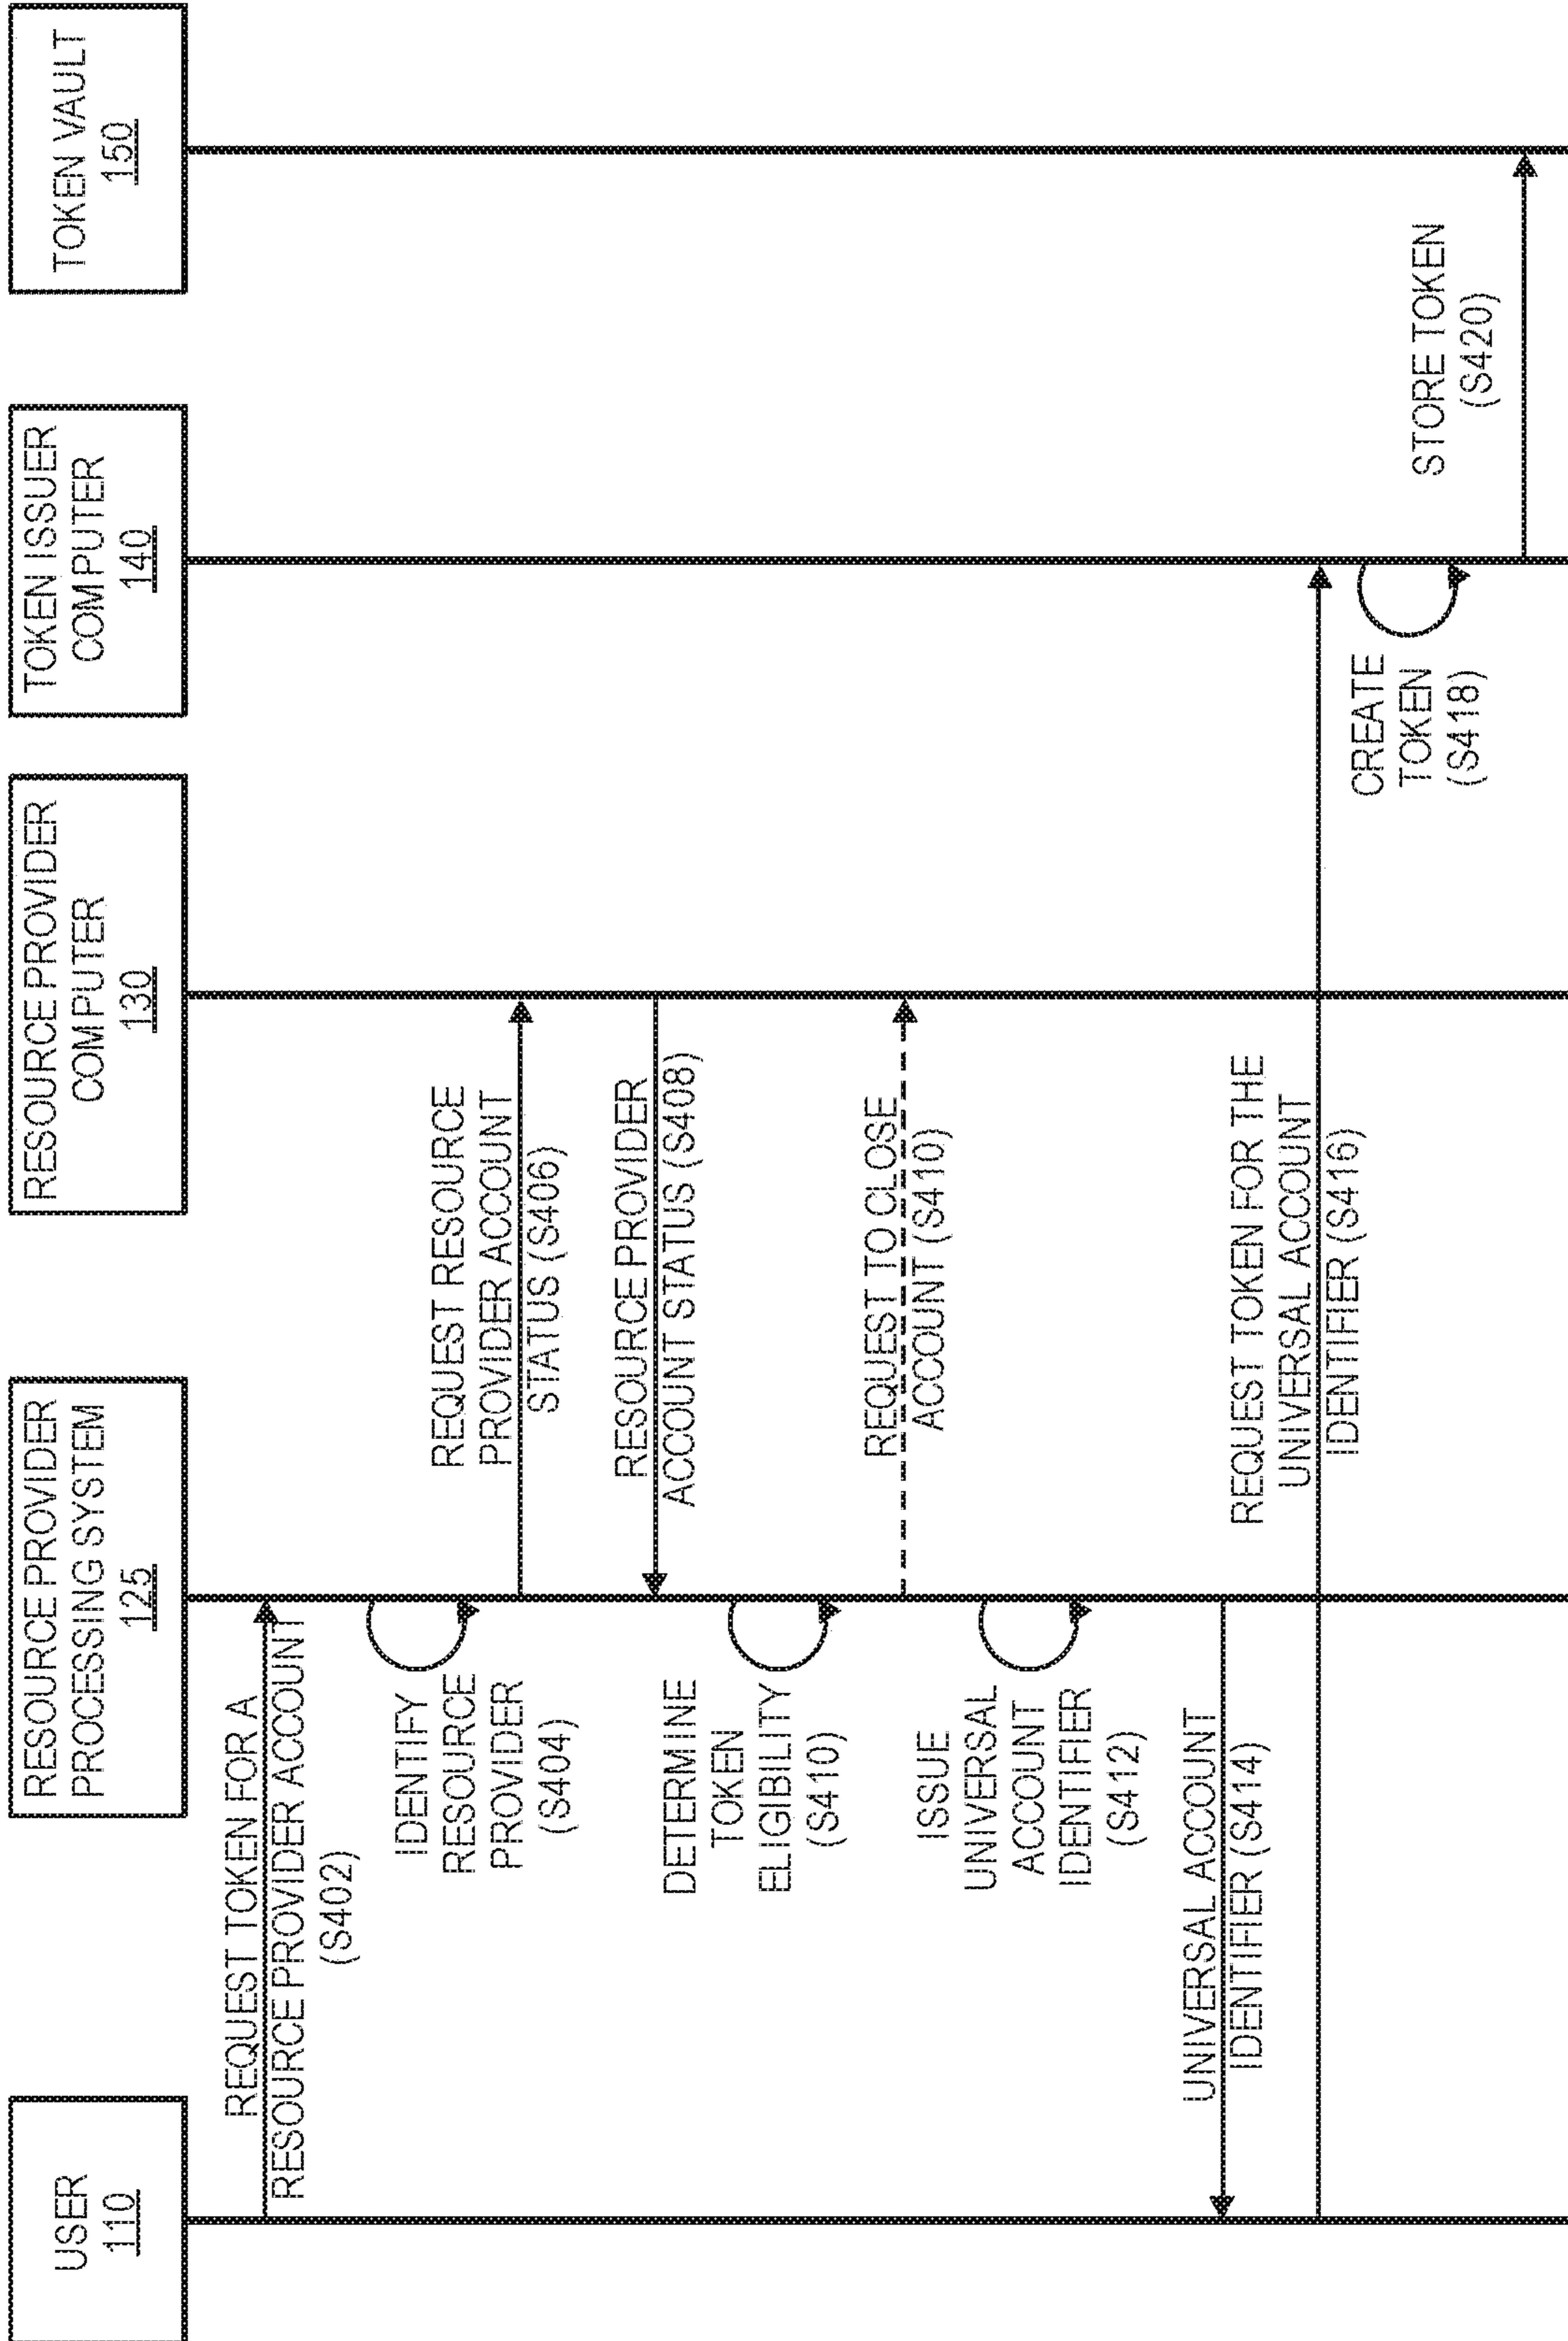 USER
110
RESOURCE PROVIDER
PROCESSING SYSTEM
125
RESOURCE PROVIDER
COMPUTER
130
TOKEN ISSUER
COMPUTER
140
TOKEN VAULT
150
REQUEST TOKEN FOR A
RESOURCE PROVIDER ACCOUNT
(S402)
IDENTIFY
RESOURCE
PROVIDER
(S404)
REQUEST RESOURCE
PROVIDER ACCOUNT
STATUS (S406)
RESOURCE PROVIDER
ACCOUNT STATUS (S408)
DETERMINE
TOKEN
ELIGIBILITY
(S410)
REQUEST TO CLOSE
ACCOUNT (S410)
ISSUE
UNIVERSAL
ACCOUNT
IDENTIFIER
(S412)
UNIVERSAL ACCOUNT
IDENTIFIER (S414)
REQUEST TOKEN FOR THE
UNIVERSAL ACCOUNT
IDENTIFIER (S416)
CREATE
TOKEN
(S418)
STORE TOKEN
(S420)